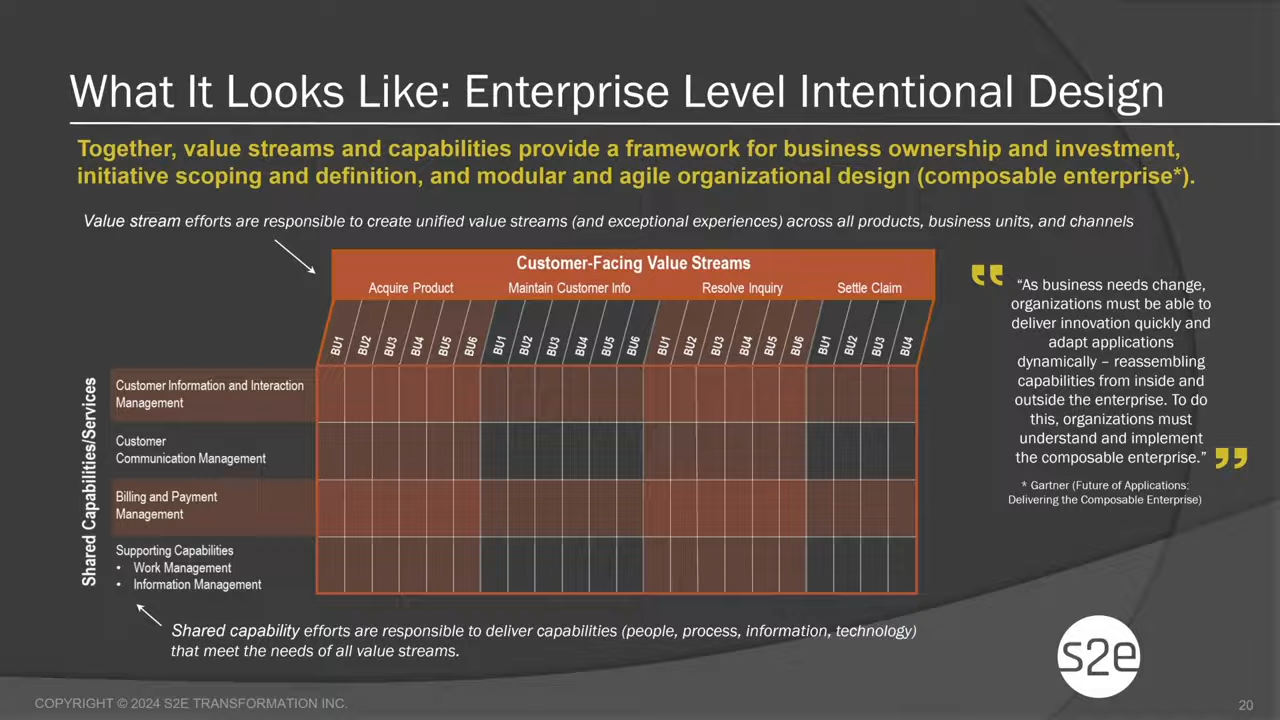 What It Looks Like: Enterprise Level Intentional Design
Together, value streams and capabilities provide a framework for business ownership and investment,
initiative scoping and definition, and modular and agile organizational design (composable enterprise*).
Value stream efforts are responsible to create unified value streams (and exceptional experiences) across all products, business units, and channels
Customer-Facing Value Streams
Acquire Product Maintain Customer Info Resolve Inquiry Settle Claim
BU1 BU2 BU3 BU4 BU5 BU6 BU1 BU2 BU3 BU4 BU5 BU6 BU1 BU2 BU3 BU4 BU5 BU6 BU1 BU2 BU3 BU4
Shared Capabilities/Services
Customer Information and Interaction
Management
Customer
Communication Management
Billing and Payment
Management
Supporting Capabilities
• Work Management
• Information Management
Shared capability efforts are responsible to deliver capabilities (people, process, information, technology)
that meet the needs of all value streams.
“As business needs change,
organizations must be able to
deliver innovation quickly and
adapt applications
dynamically – reassembling
capabilities from inside and
outside the enterprise. To do
this, organizations must
understand and implement
the composable enterprise.”
* Gartner (Future of Applications:
Delivering the Composable Enterprise)
s2e
COPYRIGHT © 2024 S2E TRANSFORMATION INC.
20